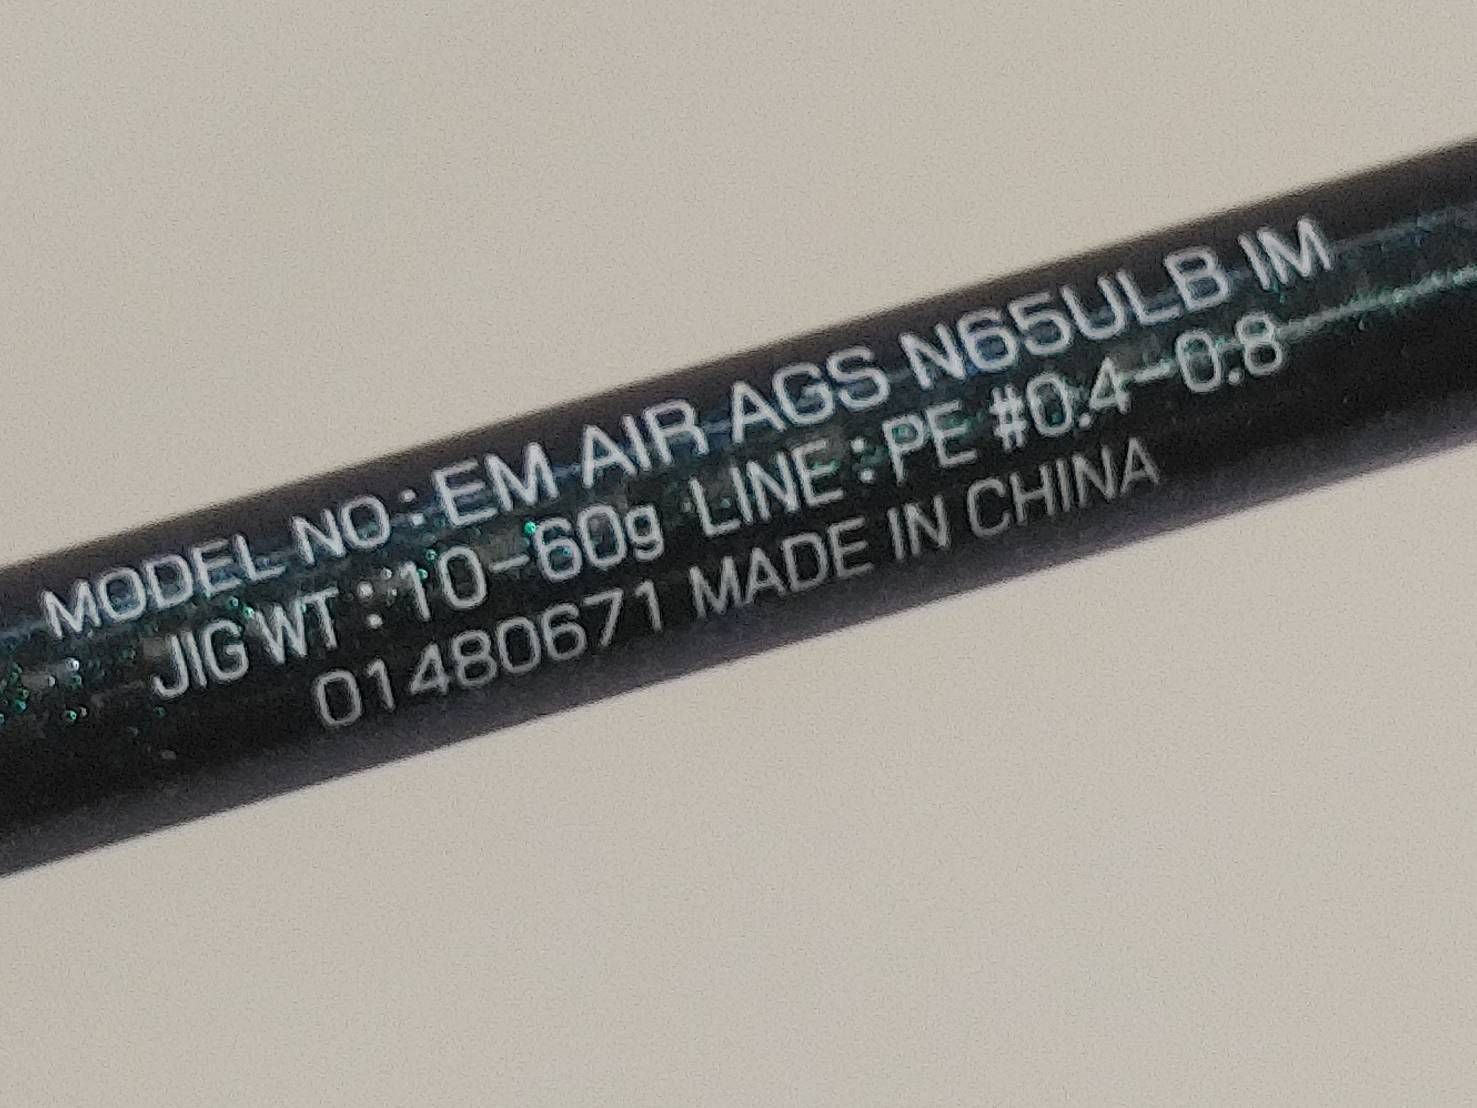 MODEL NO : EM AIR AGS N65ULB IM
JIG WT : 10-60g LINE : PE #0.4-0.8
01480671 MADE IN CHINA